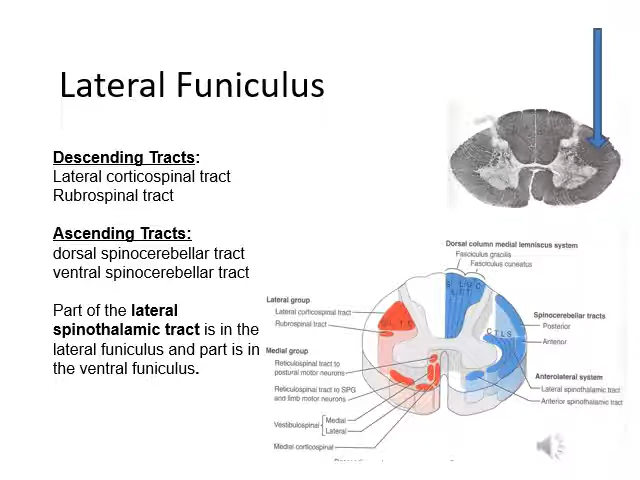 Lateral Funiculus
Descending Tracts:
Lateral corticospinal tract
Rubrospinal tract
Ascending Tracts:
dorsal spinocerebellar tract
ventral spinocerebellar tract
Part of the lateral
spinothalamic tract is in the
lateral funiculus and part is in
the ventral funiculus.
Dorsal column medial lemniscus system
Fasciculus gracilis
Fasciculus cuneatus
Lateral group
Lateral corticospinal tract
Rubrospinal tract
Medial group
Reticulospinal tract to
postural motor neurons
Reticulospinal tract to SPG
and limb motor neurons
Vestibulospinal
Medial
Lateral
Medial corticospinal
Spinocerebellar tracts
Posterior
Anterior
Anterolateral system
Lateral spinothalamic tract
Anterior spinothalamic tract
C T L S